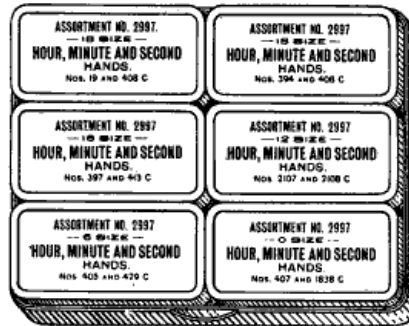 ASSORTMENT NO. 2997.
— 18 SIZE —
HOUR, MINUTE AND SECOND
HANDS.
Nos. 19 AND 408 C
ASSORTMENT NO. 2997
— SIZE —
HOUR, MINUTE AND SECOND
HANDS.
Nos. 394 AND C
ASSORTMENT NO. 2997
— 16 SIZE —
HOUR, MINUTE AND SECOND
HANDS.
Nos. 397 AND 413 C
ASSORTMENT NO. 2997
— 12 SIZE —
HOUR, MINUTE AND SECOND
HANDS.
Nos. 2107 AND 2108 C
ASSORTMENT NO. 2997
— 6 SIZE —
HOUR, MINUTE AND SECOND
HANDS.
Nos. 403 AND 429 C
ASSORTMENT NO. 2997
— 0 SIZE —
HOUR, MINUTE AND SECOND
HANDS.
Nos. 407 AND 1838 C